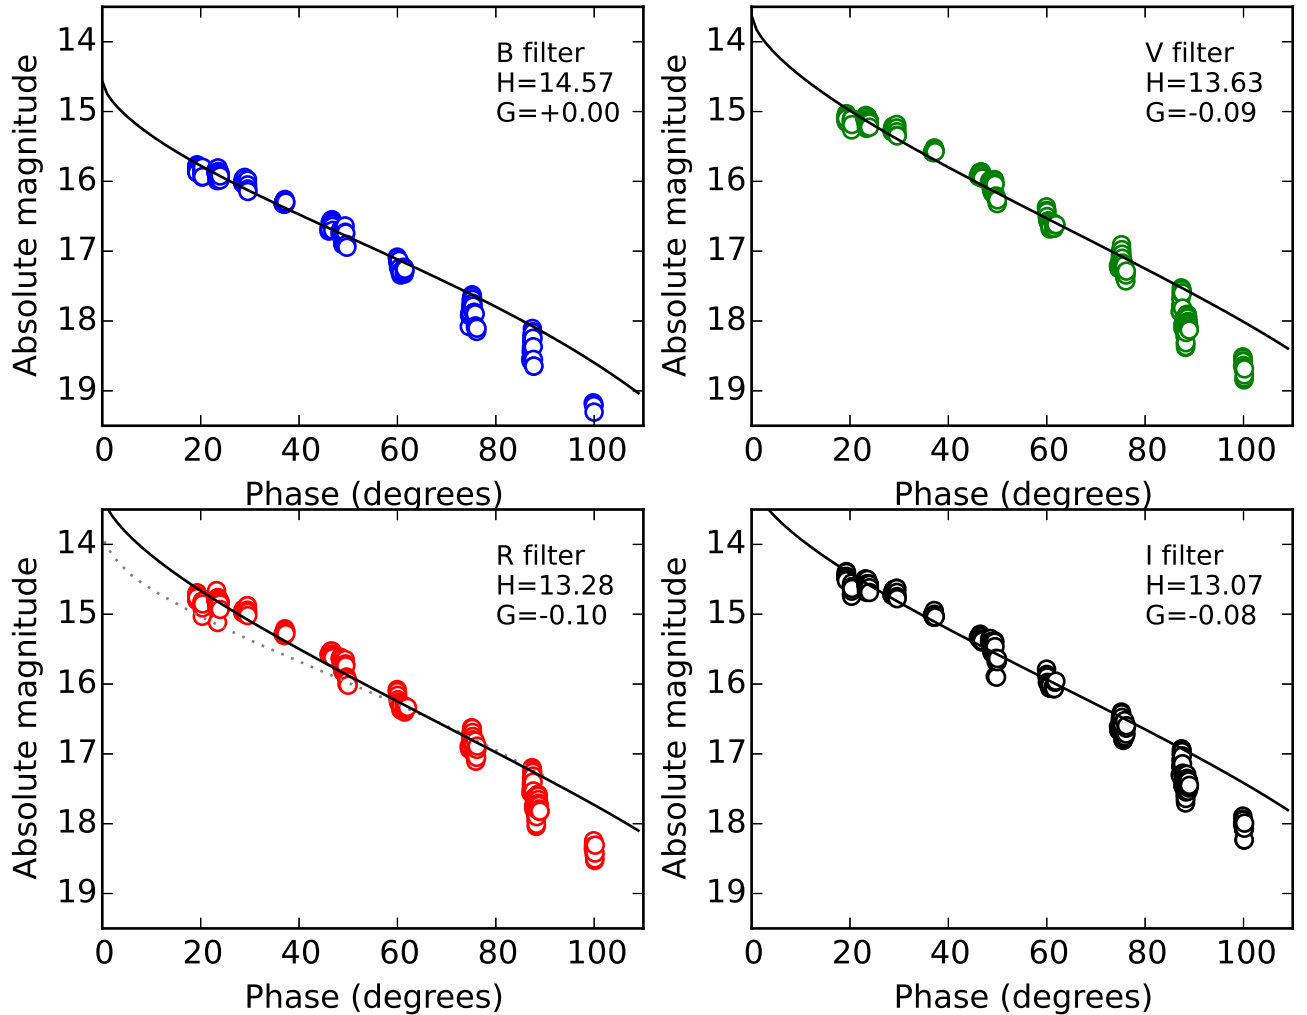 B filter
H=14.57
G=+0.00
14
15
16
17
18
19
0 20 40 60 80 100
Phase (degrees)
Absolute magnitude
V filter
H=13.63
G=-0.09
14
15
16
17
18
19
0 20 40 60 80 100
Phase (degrees)
Absolute magnitude
R filter
H=13.28
G=-0.10
14
15
16
17
18
19
0 20 40 60 80 100
Phase (degrees)
Absolute magnitude
I filter
H=13.07
G=-0.08
14
15
16
17
18
19
0 20 40 60 80 100
Phase (degrees)
Absolute magnitude